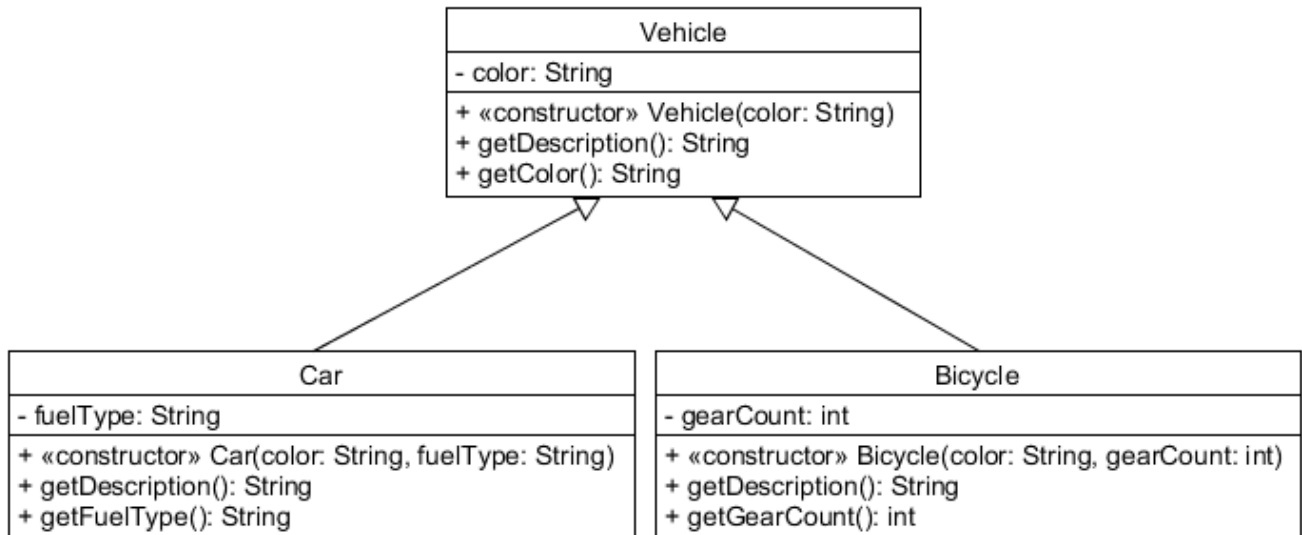 Vehicle
- color: String
+ «constructor» Vehicle(color: String)
+ getDescription(): String
+ getColor(): String
Car
- fuelType: String
+ «constructor» Car(color: String, fuelType: String)
+ getDescription(): String
+ getFuelType(): String
Bicycle
- gearCount: int
+ «constructor» Bicycle(color: String, gearCount: int)
+ getDescription(): String
+ getGearCount(): int